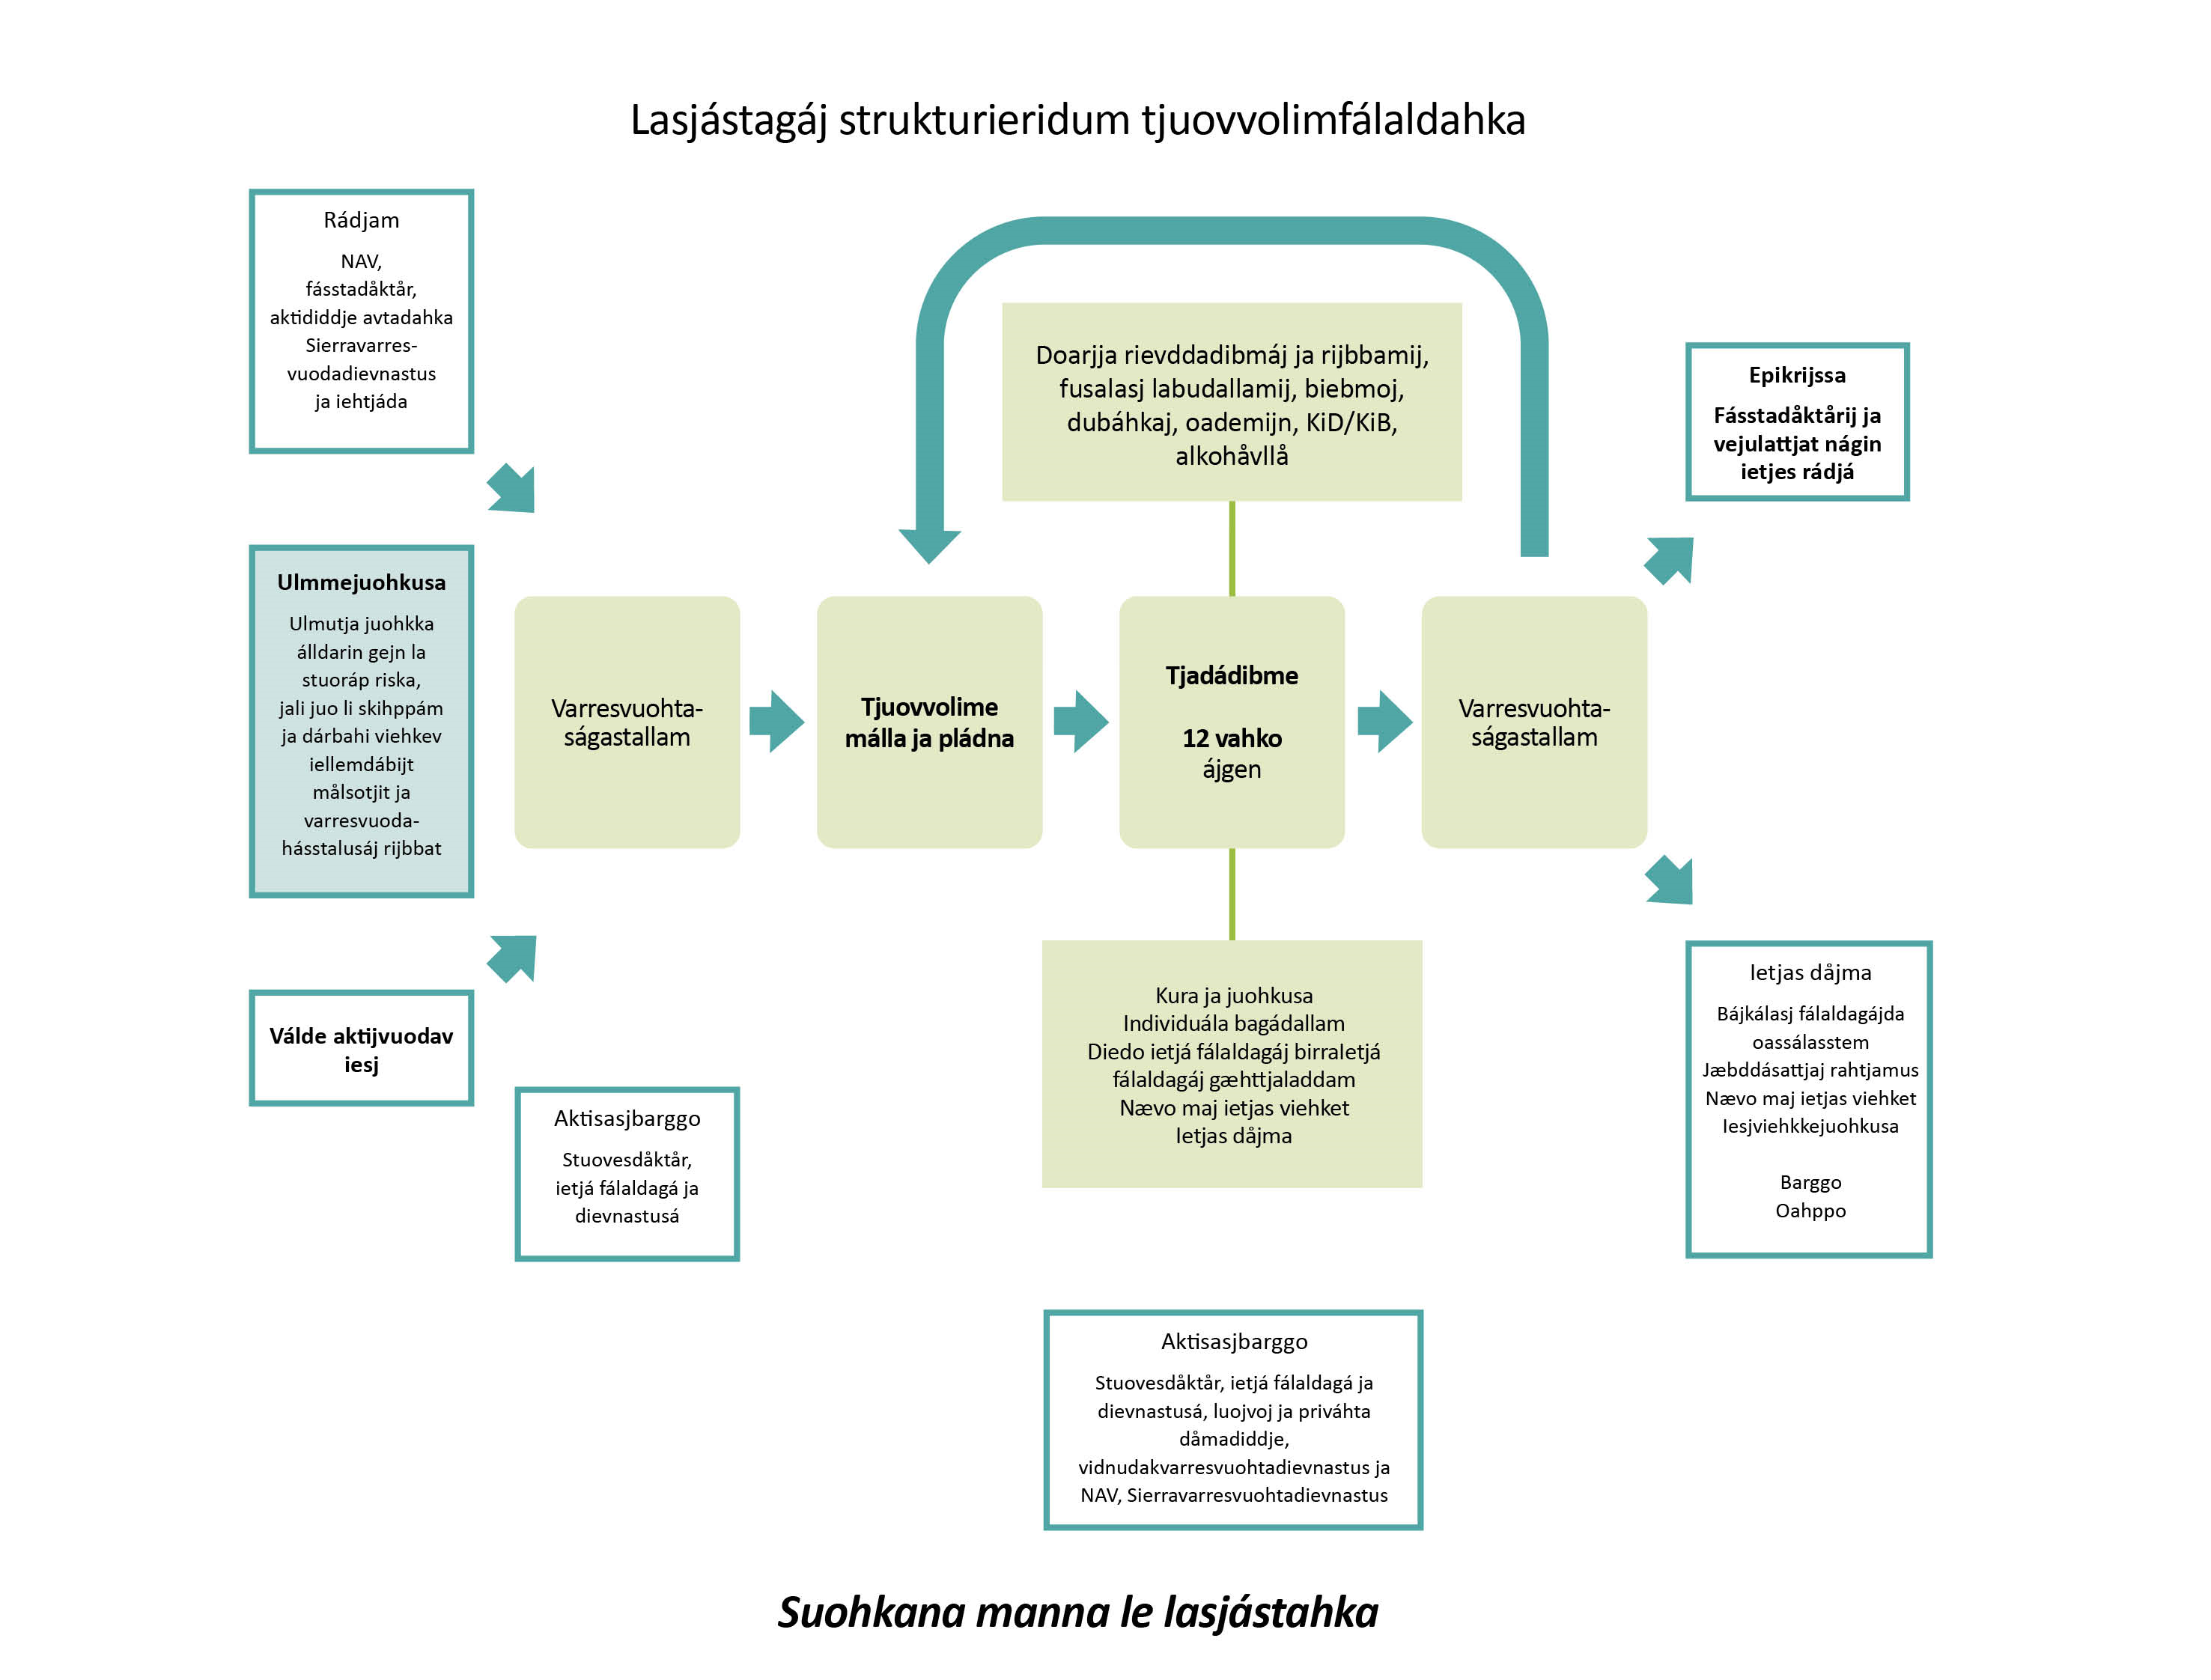 Lasjástagáj strukturieridum tjuovvolimfálaldahka
Rádjam
NAV,
fásstadåktår,
aktididdje avtadahka
Sierravarres-
vuodadievnastus
ja iehtjáda
Ulmmejuohkusa
Ulmutja juohkka
álldarin gejn la
stuoráp riska,
jali juo li skihppám
ja dárbahi viehkev
iellemdábijt
målsotjit ja
varresvuoda-
hásstalusáj rijbbat
Válde aktijvuodav
iesj
Varresvuohta-
ságastallam
Aktisasjbarggo
Stuovesdåktår,
ietjá fálaldagá ja
dievnastusá
Tjuovvolime
málla ja pládna
Doarjja rievddadibmáj ja rijbbamij,
fusalasj labudallamij, biebmoj,
dubáhkaj, oademijn, KiD/KiB,
alkohåvllå
Tjadádibme
12 vahko
ájgen
Kura ja juohkusa
Individuála bagádallam
Diedo ietjá fálaldagáj birraletjá
fálaldagáj gæhttjaladdam
Nævo maj ietjas viehket
Ietjas dåjma
Aktisasjbarggo
Stuovesdåktår, ietjá fálaldagá ja
dievnastusá, luojvoj ja priváhta
dåmadiddje,
vidnudakvarresvuohtadievnastus ja
NAV, Sierravarresvuohtadievnastus
Varresvuohta-
ságastallam
Epikrijssa
Fásstadåktårij ja
vejulattjat nágin
ietjes rádjá
Ietjas dåjma
Bájkálasj fálaldagájda
oassálasstem
Jæbddásattjaj rahtjamus
Nævo maj ietjas viehket
Iesjviehkkejuohkusa
Barggo
Oahppo
Suohkana manna le lasjástahka